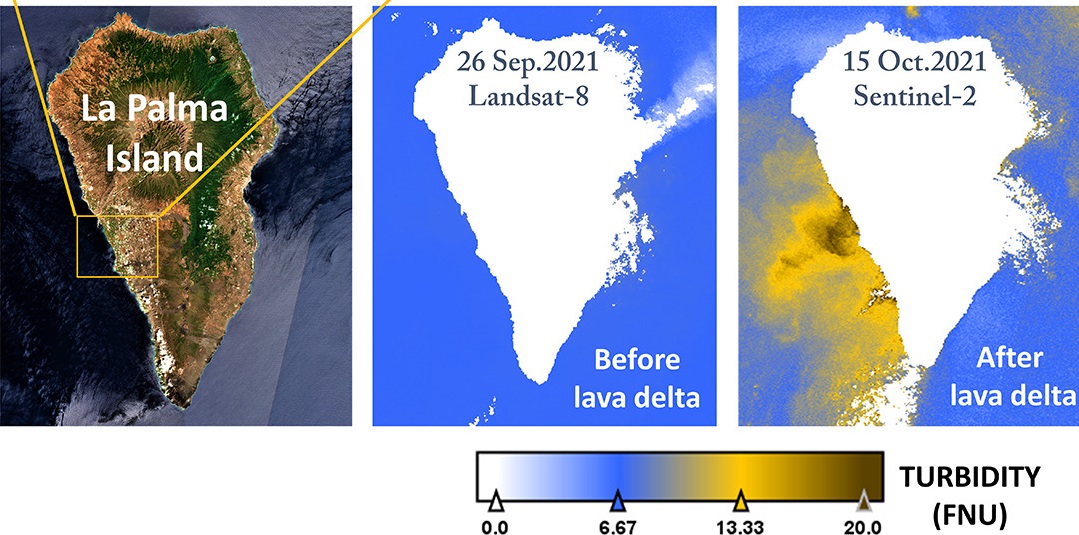 La Palma
Island
26 Sep.2021
Landsat-8
Before
lava delta
15 Oct.2021
Sentinel-2
After
lava delta
0.0
6.67
13.33
20.0
TURBIDITY
(FNU)